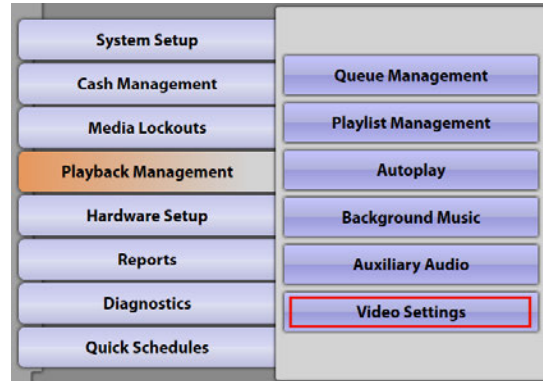 System Setup
Cash Management
Media Lockouts
Playback Management
Hardware Setup
Reports
Diagnostics
Quick Schedules
Queue Management
Playlist Management
Autoplay
Background Music
Auxiliary Audio
Video Settings